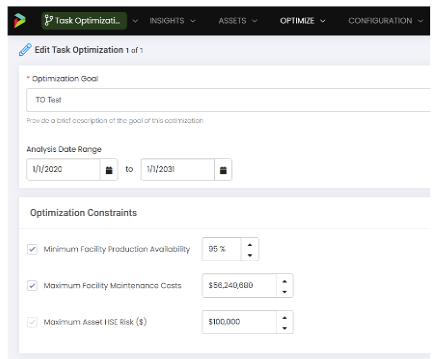 Task Optimizati... INSIGHTS ASSETS OPTIMIZE CONFIGURATION
Edit Task Optimization 1 of 1
* Optimization Goal
TO Test
Provide a brief description of the goal of this optimization
Analysis Date Range
1/1/2020 to 1/1/2031
Optimization Constraints
Minimum Facility Production Availability 95 %
Maximum Facility Maintenance Costs $56,240,680
Maximum Asset HSE Risk ($) $100,000